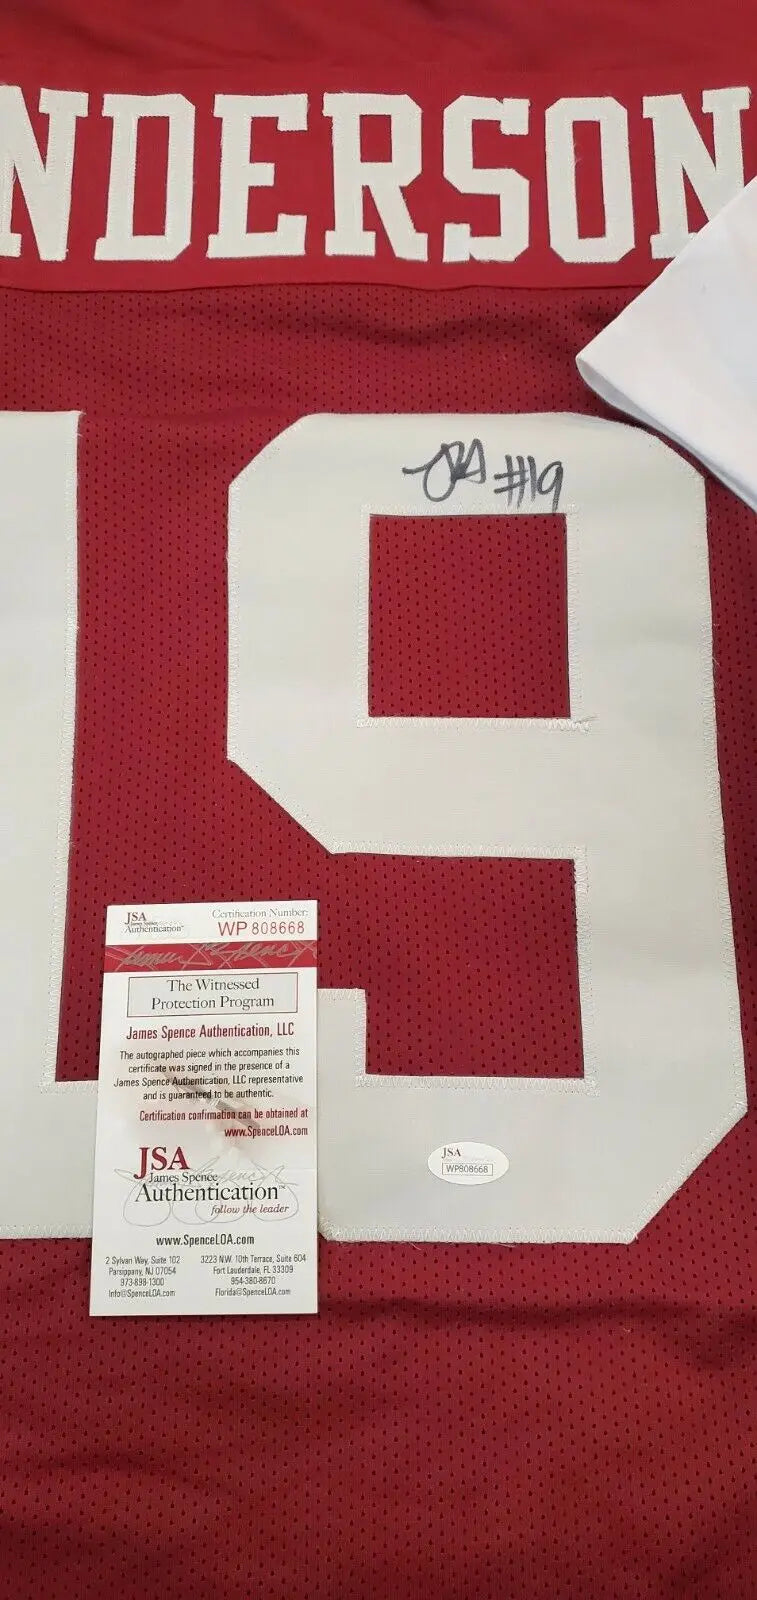 NDERSON
19
#19
JSA
James Spence
Authentication™
Certification Number:
WP 808668
The Witnessed
Protection Program
James Spence Authentication, LLC
The autographed piece which accompanies this
certificate was signed in the presence of a
James Spence Authentication, LLC representative
and is guaranteed to be authentic.
Certification confirmation can be obtained at
www.SpenceLOA.com
JSA
James Spence
Authentication™
follow the leader
www.SpenceLOA.com
2 Sylvan Way, Suite 102
Parsippany, NJ 07054
973-898-1300
Info@SpenceLOA.com
3223 N.W. 10th Terrace, Suite 604
Fort Lauderdale, FL 33309
954-380-8670
Florida@SpenceLOA.com
JSA
WP808668